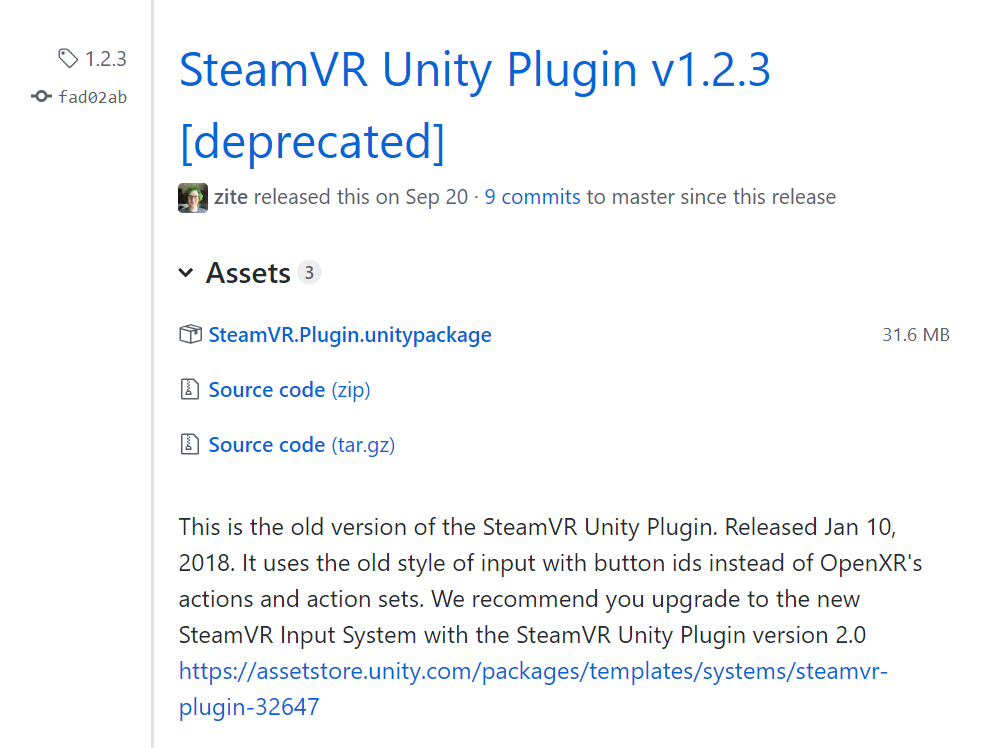 1.2.3
fad02ab
SteamVR Unity Plugin v1.2.3
[deprecated]
zite released this on Sep 20 · 9 commits to master since this release
Assets 3
SteamVR.Plugin.unitypackage 31.6 MB
Source code (zip)
Source code (tar.gz)
This is the old version of the SteamVR Unity Plugin. Released Jan 10,
2018. It uses the old style of input with button ids instead of OpenXR's
actions and action sets. We recommend you upgrade to the new
SteamVR Input System with the SteamVR Unity Plugin version 2.0
https://assetstore.unity.com/packages/templates/systems/steamvr-
plugin-32647